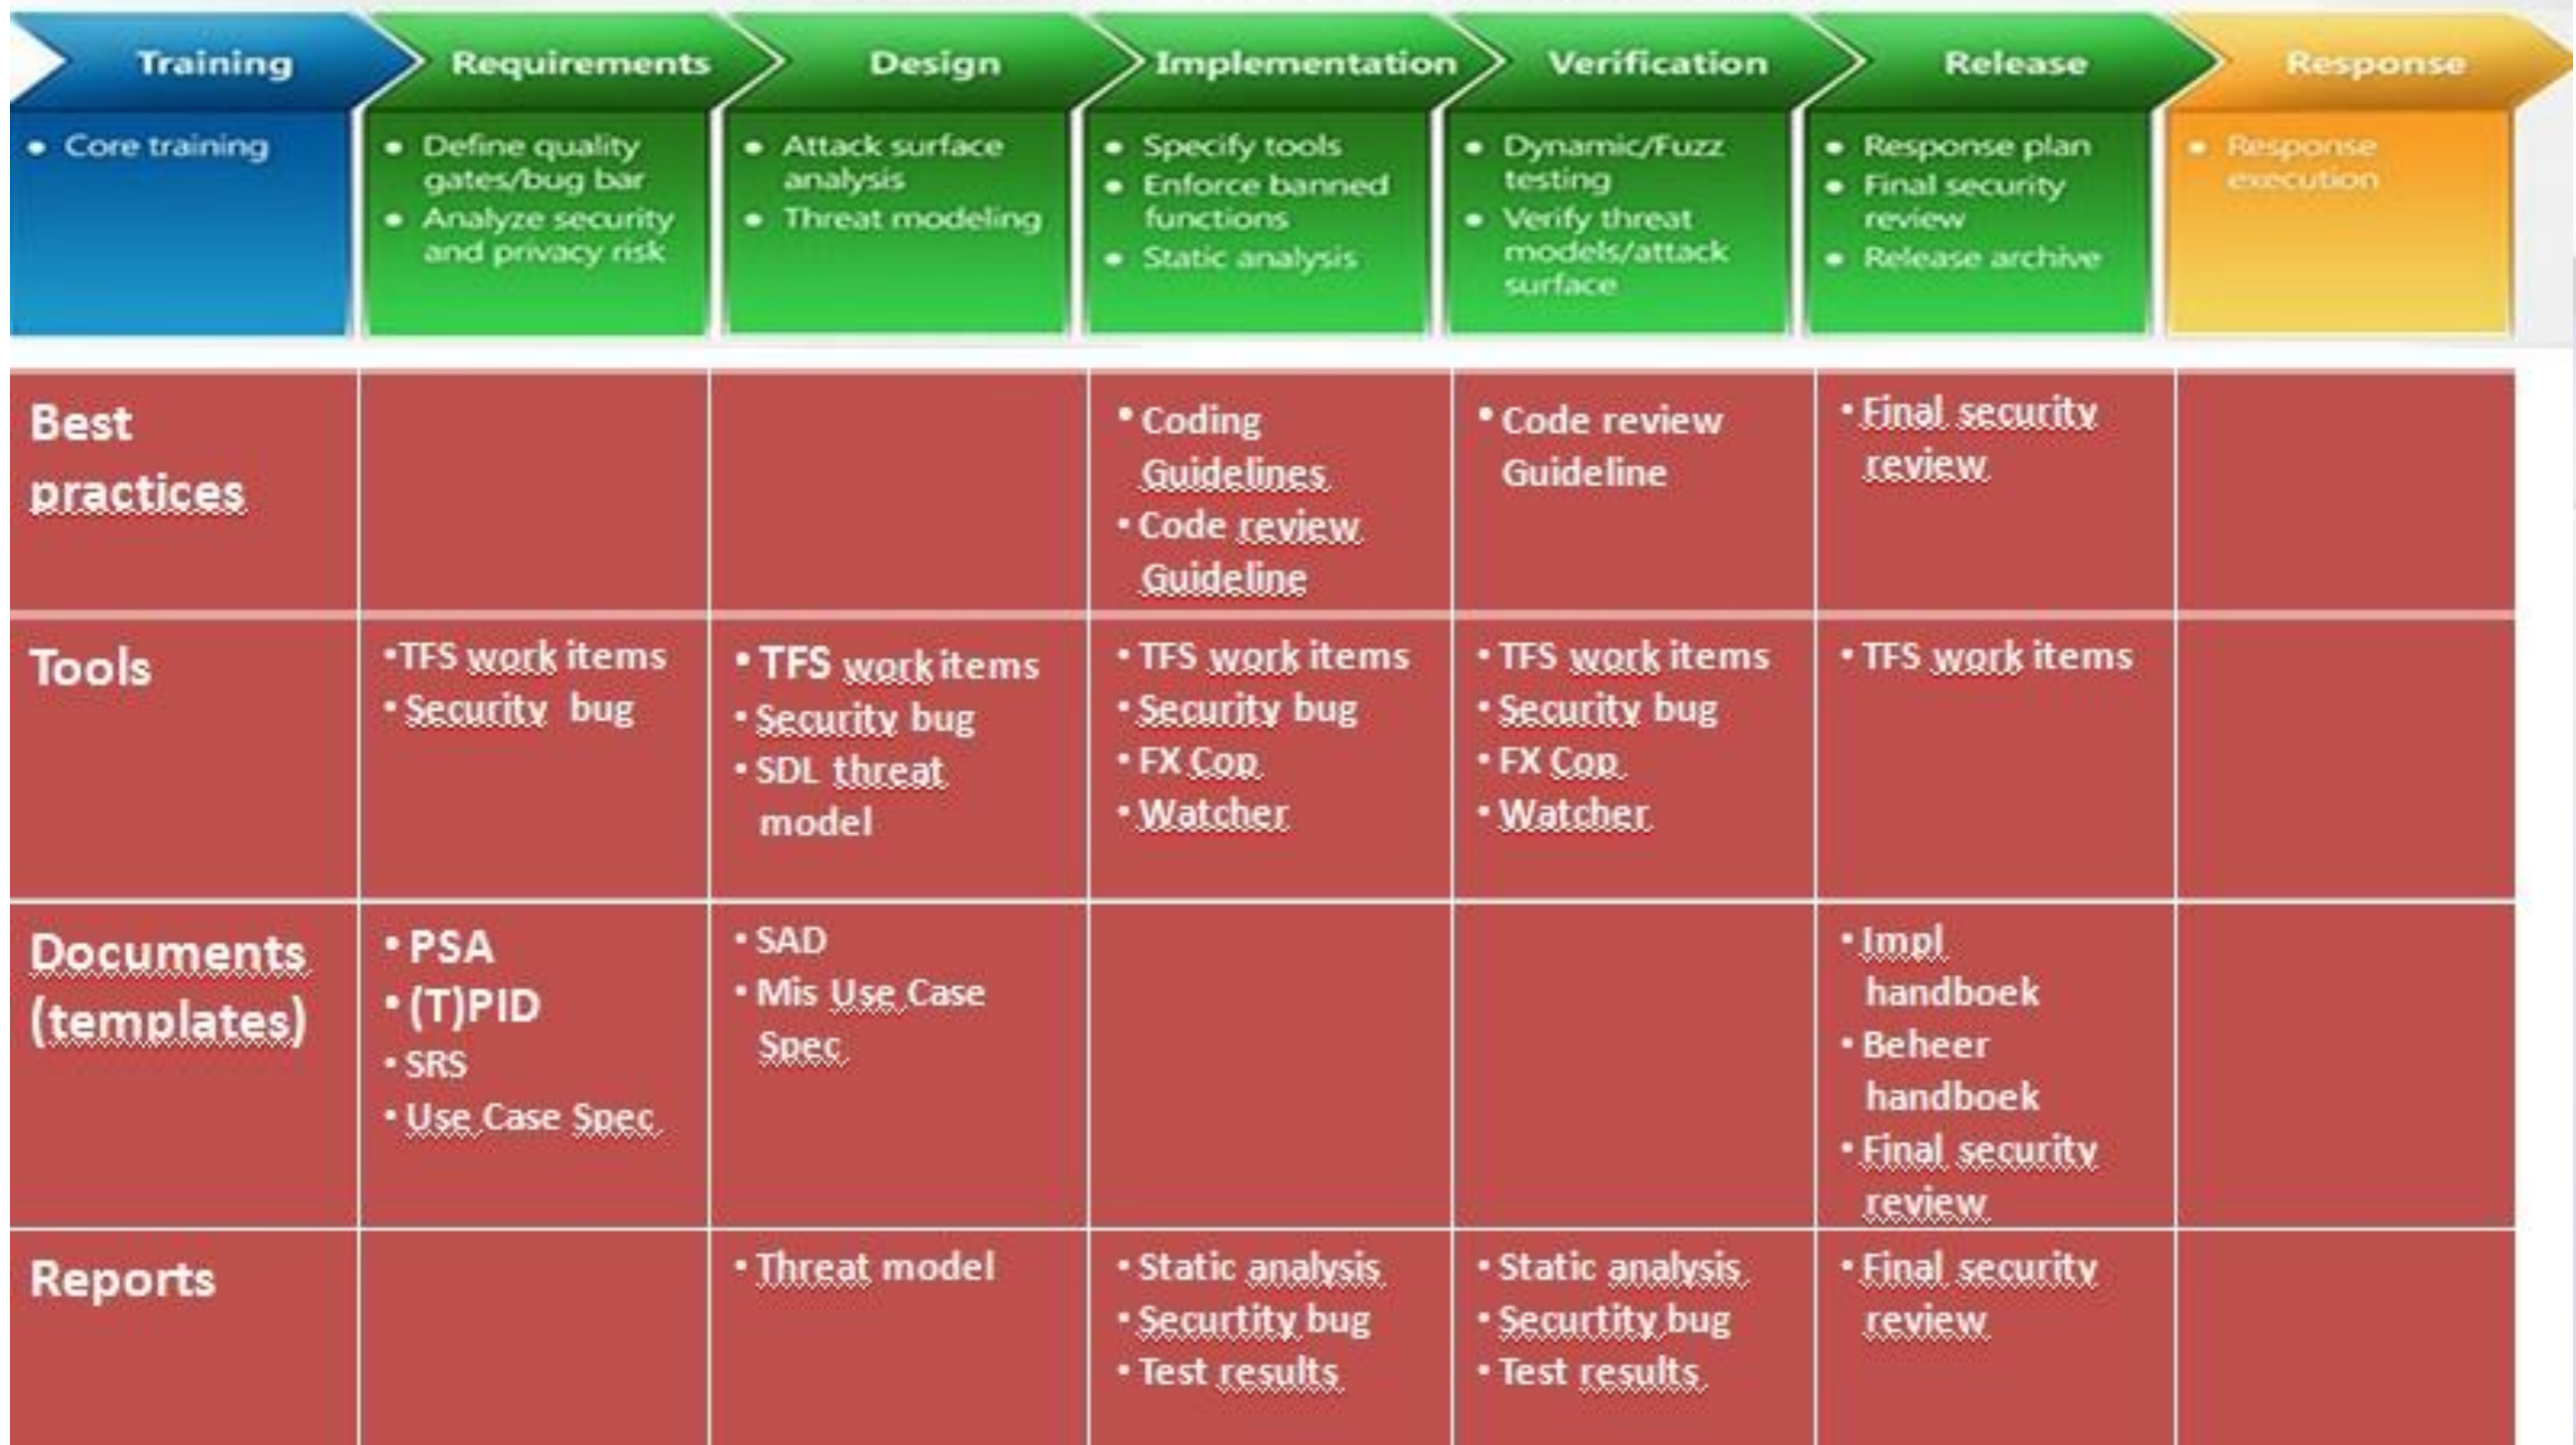 Training
Requirements
Design
Implementation
Verification
Release
Response
• Core training
• Define quality
gates/bug bar
• Analyze security
and privacy risk
• Attack surface
analysis
• Threat modeling
• Specify tools
• Enforce banned
functions
• Static analysis
• Dynamic/Fuzz
testing
• Verify threat
models/attack
surface
• Response plan
• Final security
review
• Release archive
• Response
execution
Best
practices
• Coding
Guidelines
• Code review
Guideline
• Code review
Guideline
• Final security
review
Tools
•TFS work items
• Security bug
• TFS work items
• Security bug
• SDL threat
model
• TFS work items
• Security bug
• FX Cop
• Watcher
• TFS work items
• Security bug
• FX Cop
• Watcher
• TFS work items
Documents
(templates)
• PSA
• (T)PID
• SRS
• Use Case Spec
• SAD
• Mis Use Case
Spec
• Impl
handboek
• Beheer
handboek
• Final security
review
Reports
• Threat model
• Static analysis
• Securtity bug
• Test results
• Static analysis
• Securtity bug
• Test results
• Final security
review